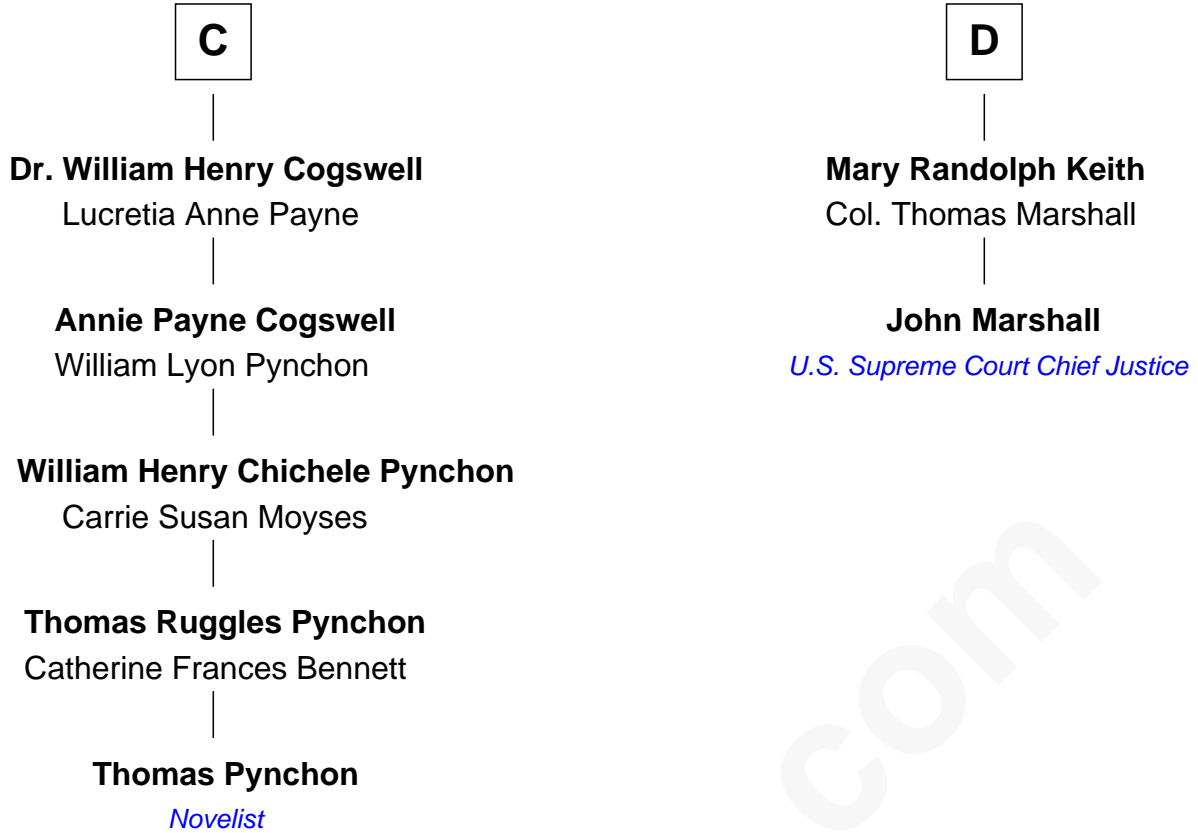 C
Dr. William Henry Cogswell
Lucretia Anne Payne
Annie Payne Cogswell
William Lyon Pynchon
William Henry Chichele Pynchon
Carrie Susan Moyses
Thomas Ruggles Pynchon
Catherine Frances Bennett
Thomas Pynchon
Novelist
D
Mary Randolph Keith
Col. Thomas Marshall
John Marshall
U.S. Supreme Court Chief Justice
com